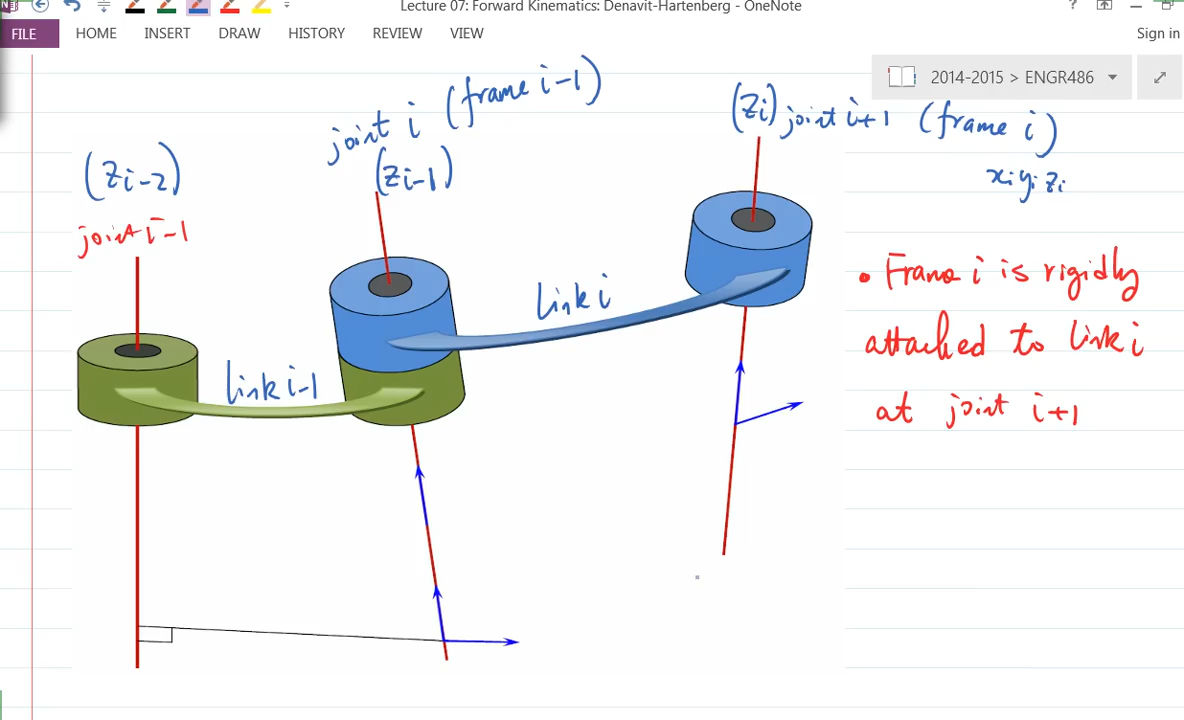 Lecture 07: Forward Kinematics: Denavit-Hartenberg - OneNote
FILE HOME INSERT DRAW HISTORY REVIEW VIEW Sign in
2014-2015 > ENGR486
joint i (frame i-1)
(Zi-1)
(Zi) joint i+1 (frame i)
xi yi zi
(Zi-2)
joint i-1
link i
link i-1
• Frame i is rigidly
attached to link i
at joint i+1